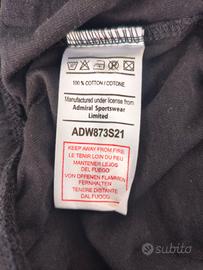 100 % COTTON / COTONE
Manufactured under license from
Admiral Sportswear
Limited
ADW873S21
KEEP AWAY FROM FIRE
LE TENIR LOIN DU FEU
MANTENER LEJOS
DEL FUEGO
VON OFFENEN FLAMMEN
FERNHALTEN
TENERE DISTANTE
DAL FUOCO
subito